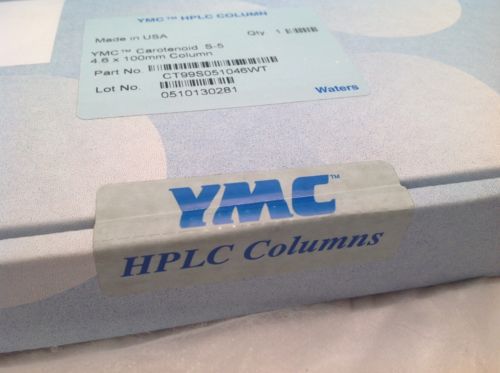 YMC™ HPLC COLUMN
Made in USA
Qty. 1
YMC™ Carotenoid S-5
4.6 x 100mm Column
Part No.
CT99S051046WT
Lot No.
0510130281
Waters
YMC™
HPLC Columns